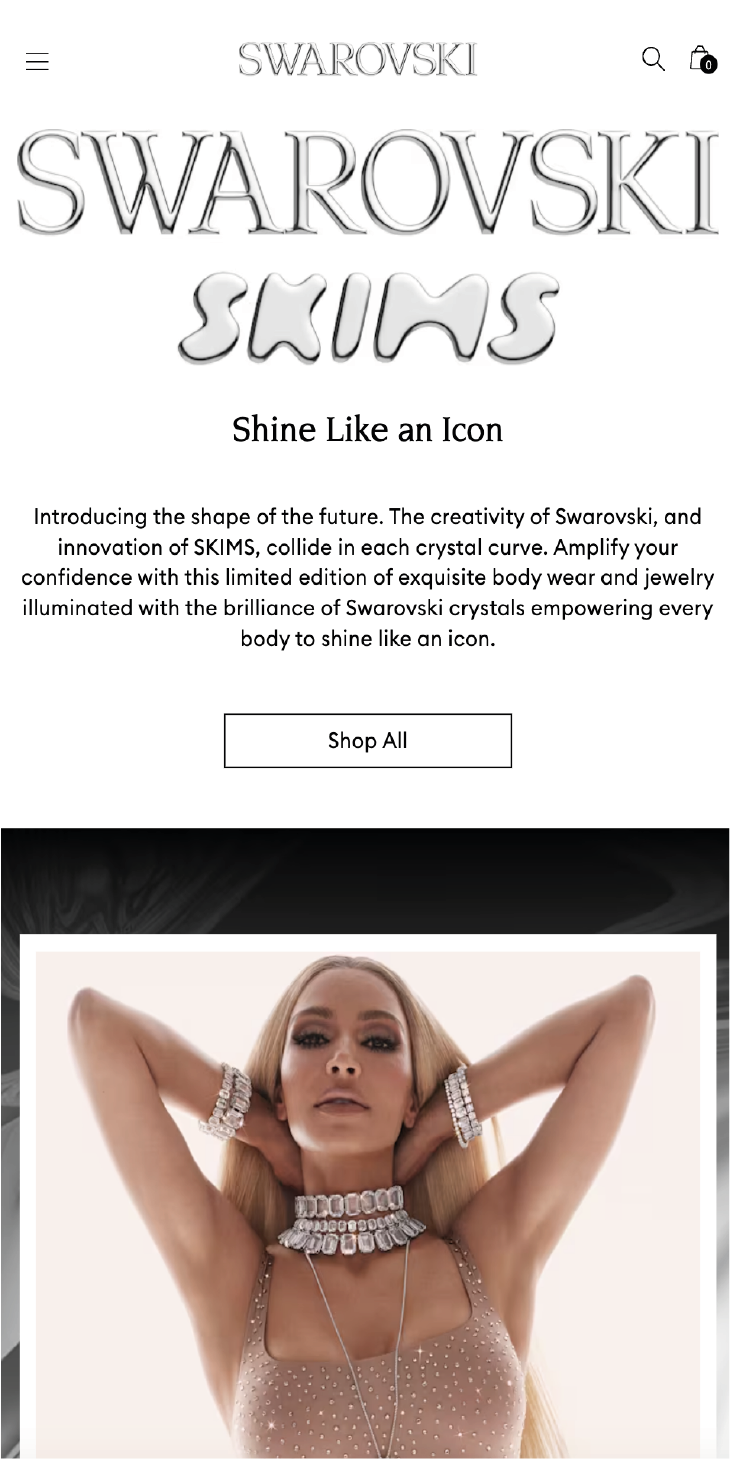 SWAROVSKI
0
SWAROVSKI
SKIMS
Shine Like an Icon
Introducing the shape of the future. The creativity of Swarovski, and
innovation of SKIMS, collide in each crystal curve. Amplify your
confidence with this limited edition of exquisite body wear and jewelry
illuminated with the brilliance of Swarovski crystals empowering every
body to shine like an icon.
Shop All